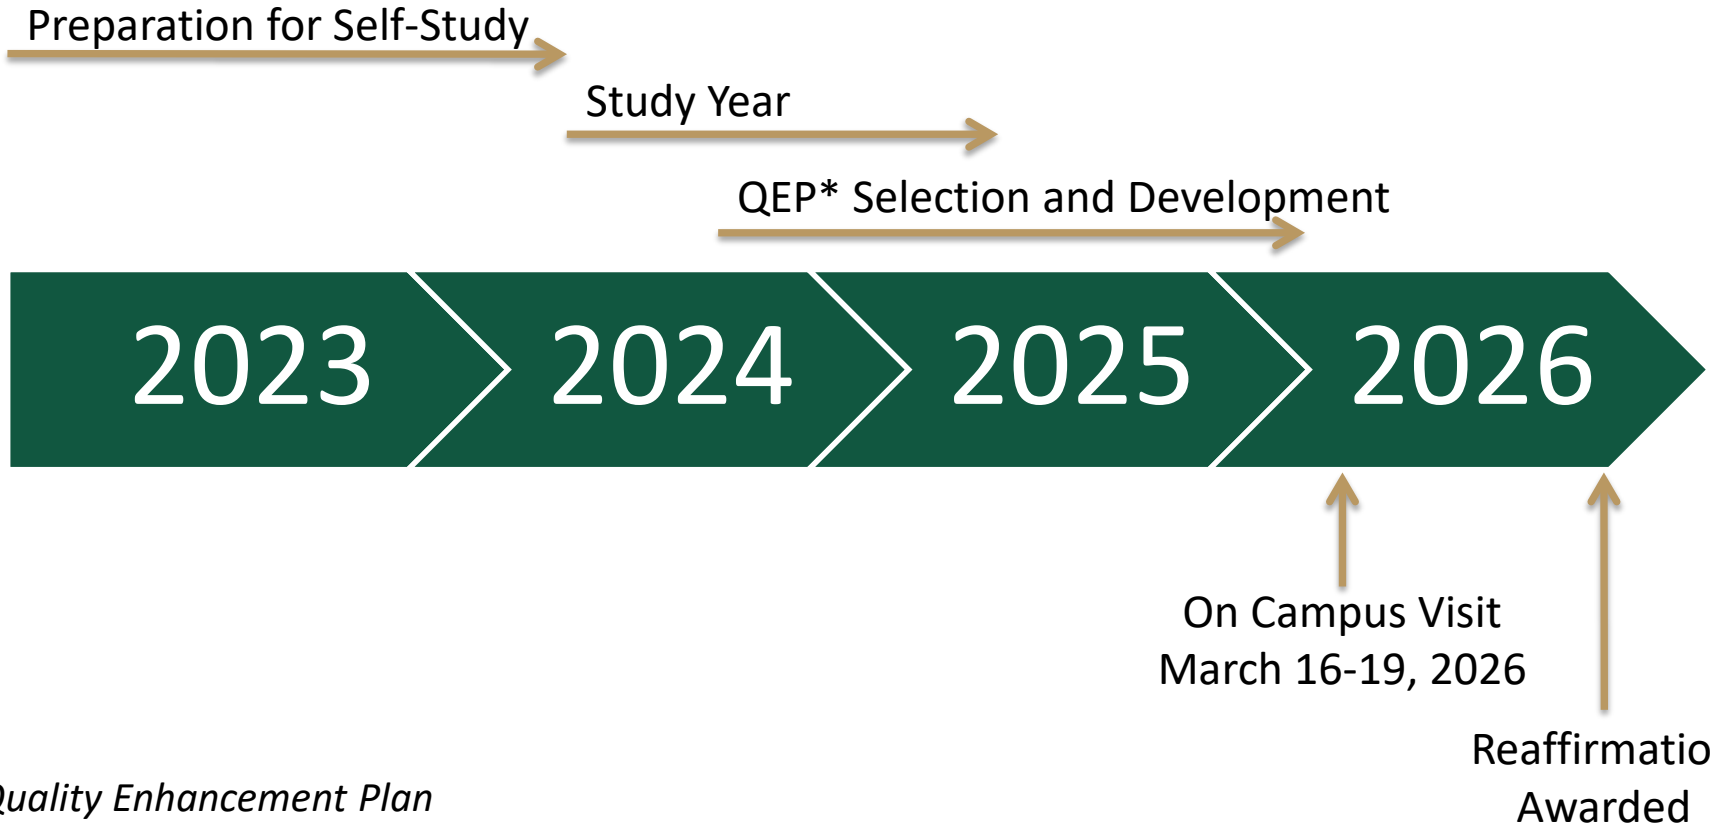 Preparation for Self-Study
Study Year
QEP* Selection and Development
2023
2024
2025
2026
On Campus Visit
March 16-19, 2026
Reaffirmatio
Awarded
Quality Enhancement Plan